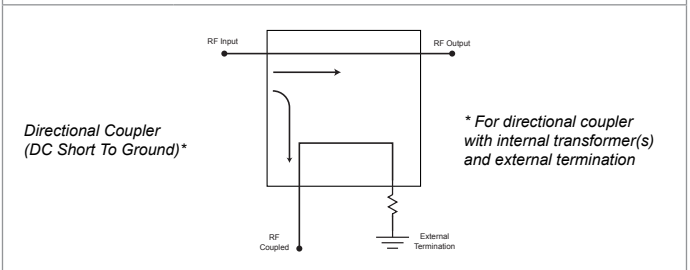 RF Input
RF Output
Directional Coupler
(DC Short To Ground)*
* For directional coupler
with internal transformer(s)
and external termination
RF
Coupled
External
Termination